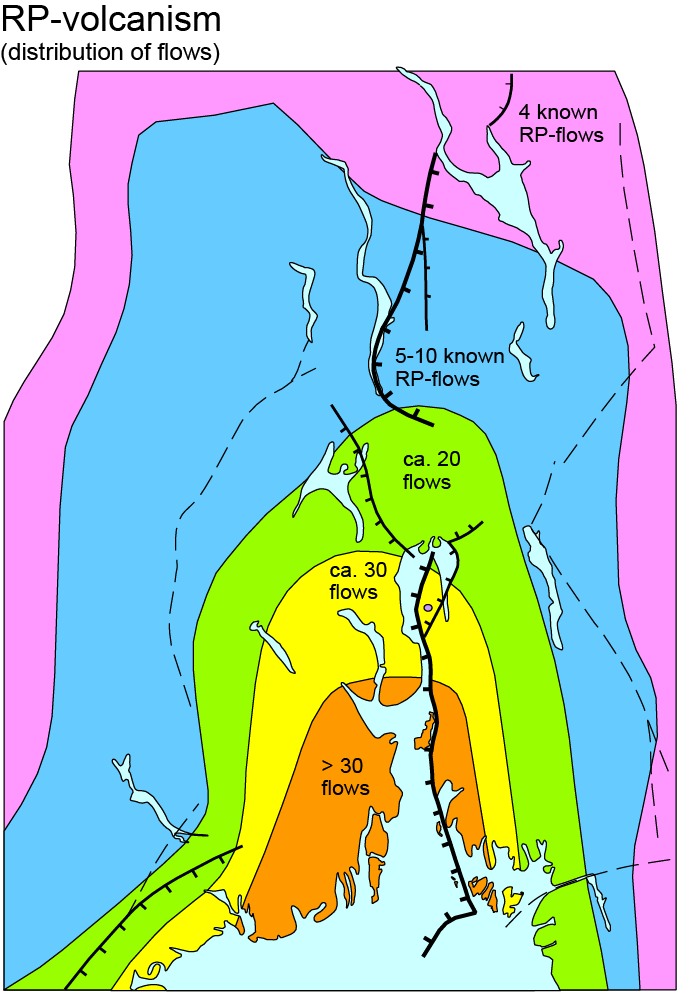 RP-volcanism
(distribution of flows)
4 known
RP-flows
5-10 known
RP-flows
ca. 20
flows
ca. 30
flows
> 30
flows